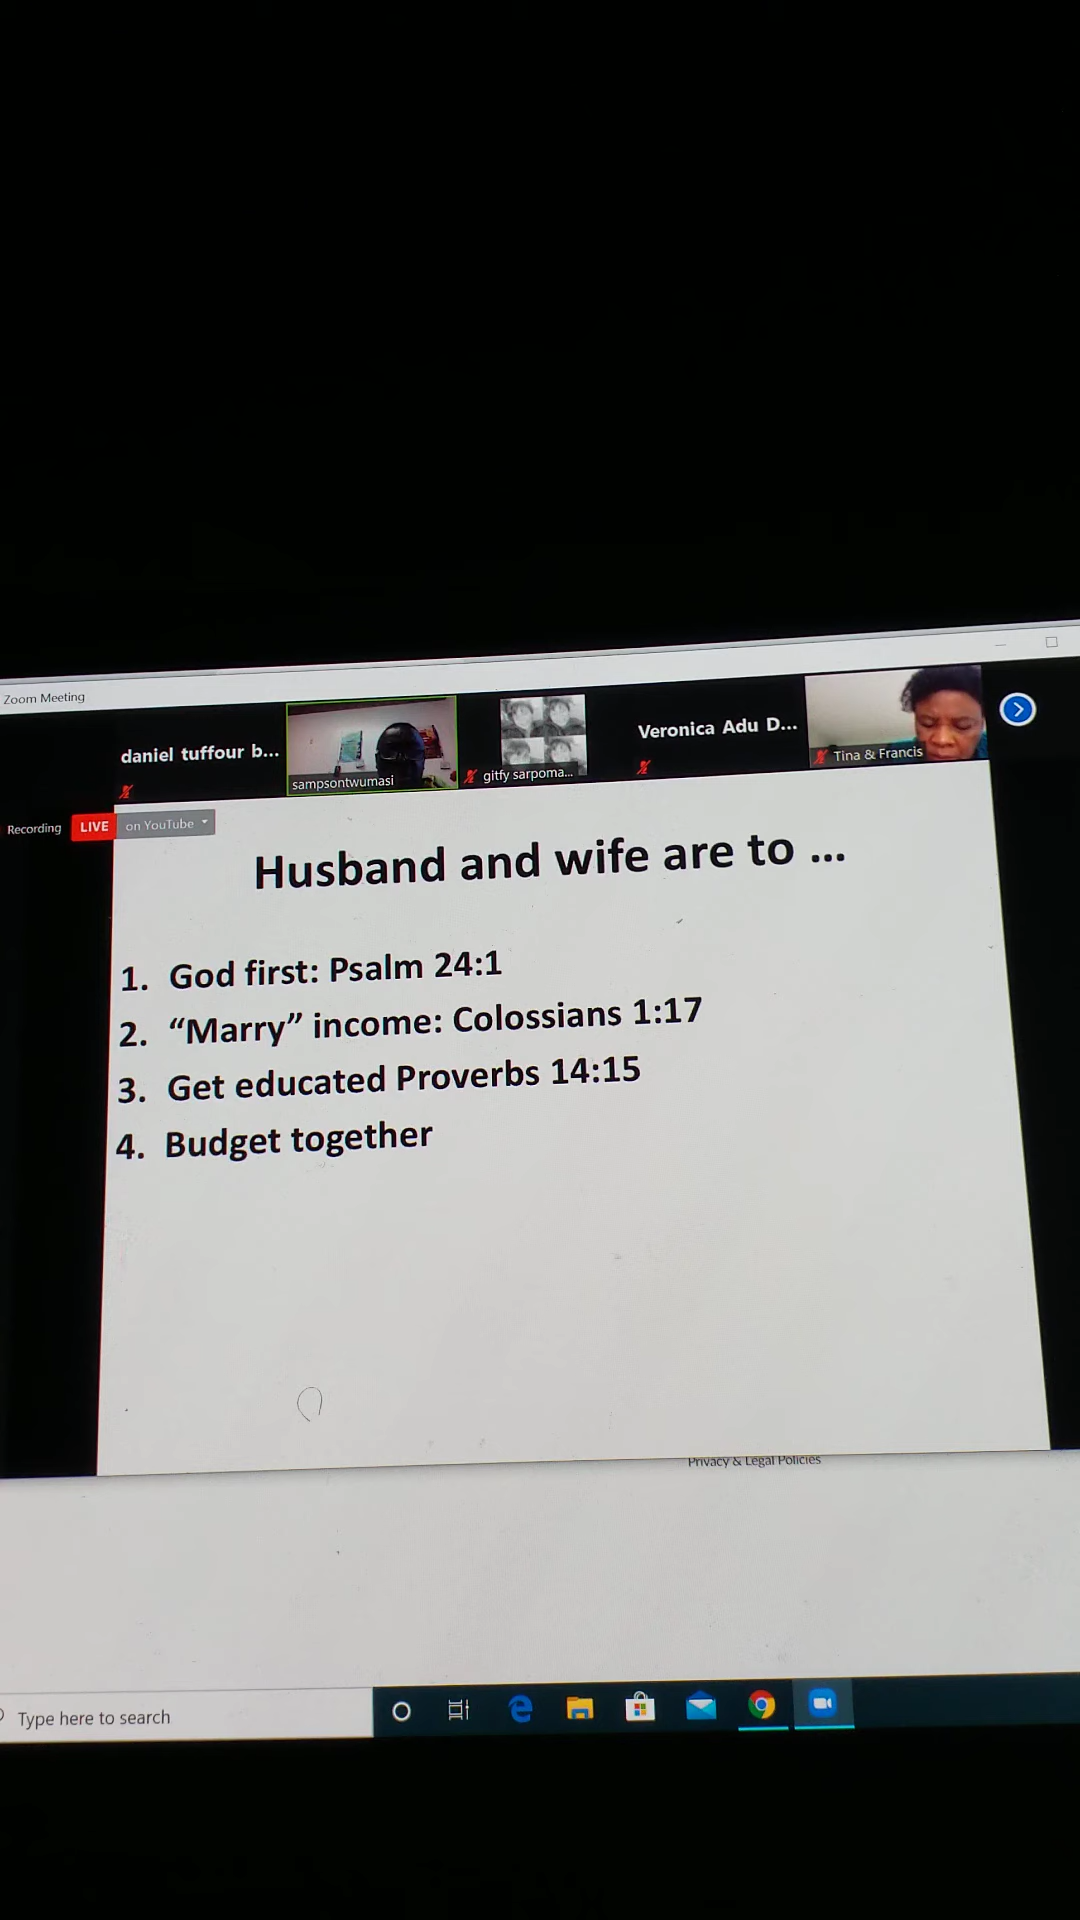 Zoom Meeting
daniel tuffour b...
sampsontwumasi
gitfy sarpoma...
Veronica Adu D...
Tina & Francis
Recording
LIVE
on YouTube
Husband and wife are to ...
1. God first: Psalm 24:1
2. “Marry” income: Colossians 1:17
3. Get educated Proverbs 14:15
4. Budget together
Privacy & Legal Policies
Type here to search